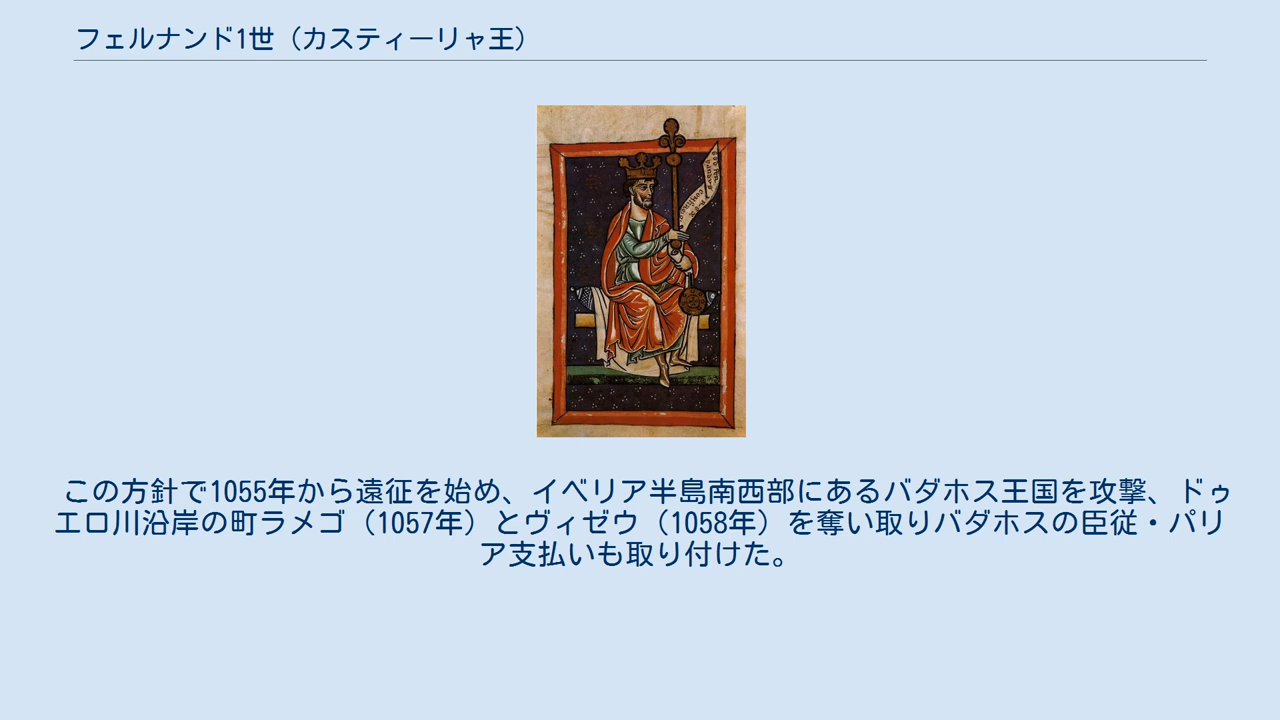 フェルナンド1世（カスティーリャ王）
この方針で1055年から遠征を始め、イベリア半島南西部にあるバダホス王国を攻撃、ドゥ
エロ川沿岸の町ラメゴ（1057年）とヴィゼウ（1058年）を奪い取りバダホスの臣従・パリ
ア支払いも取り付けた。